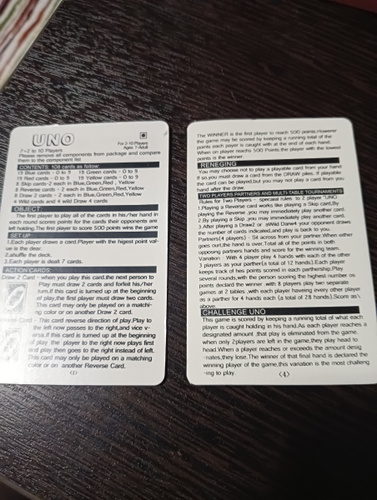 UNO
For 2-10 Players
Ages 7-Adult
7-2 to 10 Players
Please remove all components from package and compare
them to the component list
CONTENTS: 108 cards as follow:
19 Blue cards - 0 to 9 19 Green cards - 0 to 9
19 Red cards - 0 to 9 19 Yellow cards - 0 to 9
8 Skip cards-2 each in Blue,Green,Red , Yellow
8 Reverse cards - 2 each in Blue,Green,Red,Yellow
8 Draw 2 cards - 2 each in Blue,Green,Red,Yellow
4 Wild cards and 4 wild Draw 4 cards
OBJECT
The first player to play all of the cards in his/her hand in
each round scores points for the cards their opponents are
left holding.The first player to score 500 points wins the game
SET UP
1.Each player draws a card.Player with the higest point val
ue is the dear.
2.shuffle the deck.
3.Each player is dealt 7 cards.
ACTION CARDS
Draw 2 Card - when you play this card,the next person to
Play must draw 2 cards and forfeit his/her
turn.If this card is turned up at the beginning
of play,the first player must draw two cards.
This card may only be played on a matchi-
ng color or on another Draw 2 card.
Card - This card reverse direction of play.Play to
the left now passes to the right,and vice v-
ersa.If this card is turned up at the beginning
of play the player to the right now plays first
and play then goes to the right instead of left.
This card may only be played on a matching
color or on another Reverse Card.
The WINNER is the first player to reach 500 points.However
the game may be scored by keeping a running total of the
points each player is caught with at the end of each hand.
When on player reachs 500 Points,the player with the lowest
points is the winner.
RENEGING
You may choose not to play a playable card from your hand
If so,you must draw a card from the DRAW piles. If playable
the card can be played,but you may not play a card from you
hand after the draw.
TWO PLAYERS,PARTNERS AND MULTI-TABLE TOURNAMENTS
Rules for Two Players - special rules to 2 player "UNO"
1.Playing a Reverse card works like playing a Skip card,By
playing the Reverse ,you may immediately play another card.
2.By playing a Skip ,you may immediately play another card.
3.After playing a Draw2 or aWild Daw4 your opponent draws
the number of cards indicated,and play is back to you.
Partners(4 players) - Sit across from your partner.When either
goes out,the hand is over.Total all of the points in both
opposing partners hands and score for the winning team
Variation : With 4 player play 4 hands with each of the other
3 players as your partner(s total of 12 hands).Each player
keeps track of his points scored in each partnership.Play
several rounds,with the person scoring the highest number os
points declard the winner .with 8 players play two separate
games at 2 tables, with each player having every other player
as a parther for 4 hands each (a total of 28 hands).Score as\
above.
CHALLENGE UNO
This game is scored by keeping a running total of what each
player is caught holding in his hand.As each player reaches a
designated amount ,that play is eliminated from the game.
when only 2players are left in the game,they play head to
head.When a player reaches or exceeds the amount desig
-nates,they lose.The winner of that final hand is declared the
winning player of the game,this variation is the most challen
-ing to play.
<4>